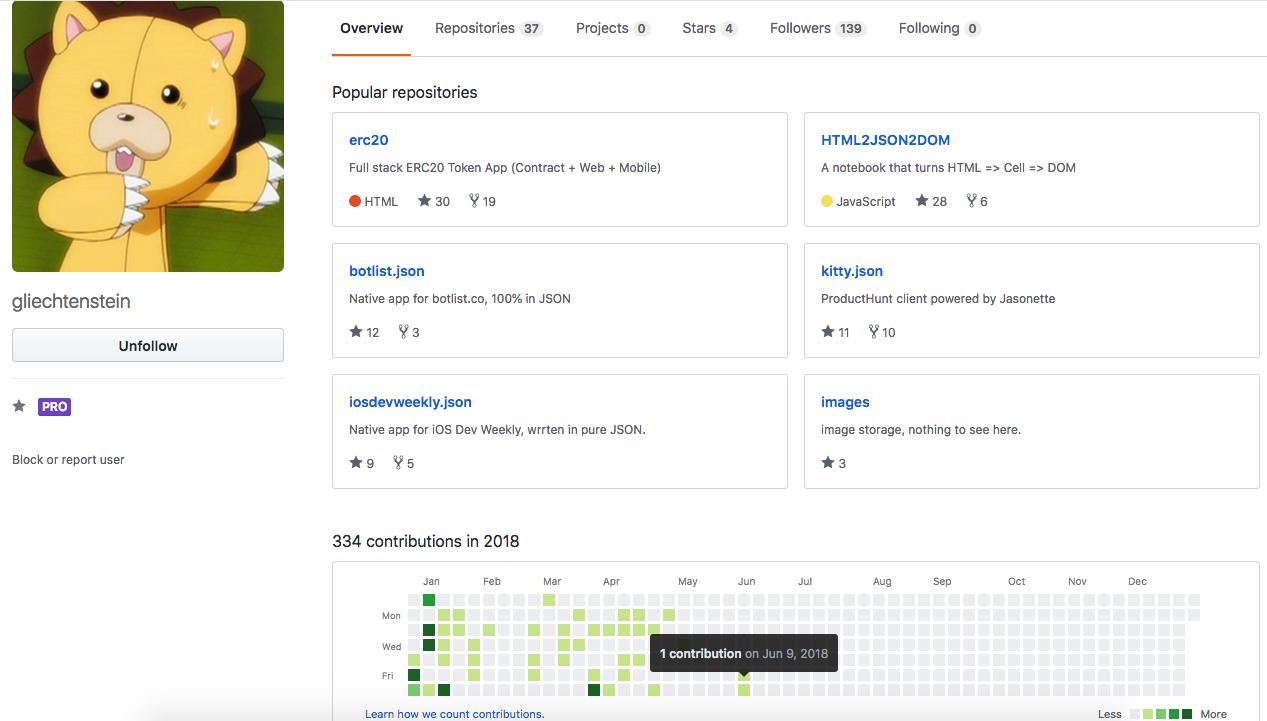 Overview Repositories 37 Projects 0 Stars 4 Followers 139 Following 0
Popular repositories
erc20
Full stack ERC20 Token App (Contract + Web + Mobile)
HTML 30 19
HTML2JSON2DOM
A notebook that turns HTML => Cell => DOM
JavaScript 28 6
botlist.json
Native app for botlist.co, 100% in JSON
12 3
kitty.json
ProductHunt client powered by Jasonette
11 10
iosdevweekly.json
Native app for iOS Dev Weekly, wrrten in pure JSON.
9 5
images
image storage, nothing to see here.
3
gliechtenstein
Unfollow
PRO
Block or report user
334 contributions in 2018
Jan Feb Mar Apr May Jun Jul Aug Sep Oct Nov Dec
Mon
Wed
Fri
1 contribution on Jun 9, 2018
Learn how we count contributions.
Less More